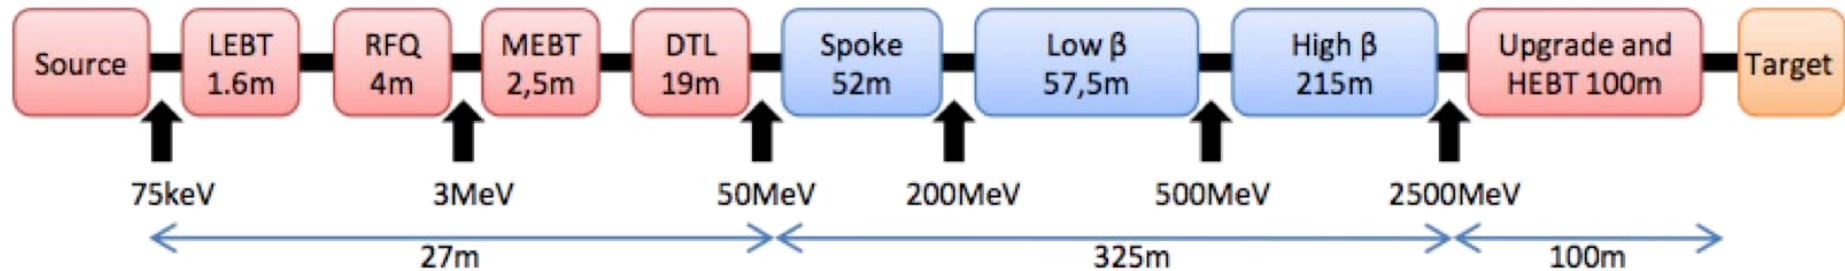 Source
LEBT
1.6m
RFQ
4m
MEBT
2,5m
DTL
19m
Spoke
52m
Low β
57,5m
High β
215m
Upgrade and
HEBT 100m
Target
75keV
3MeV
50MeV
200MeV
500MeV
2500MeV
27m
325m
100m